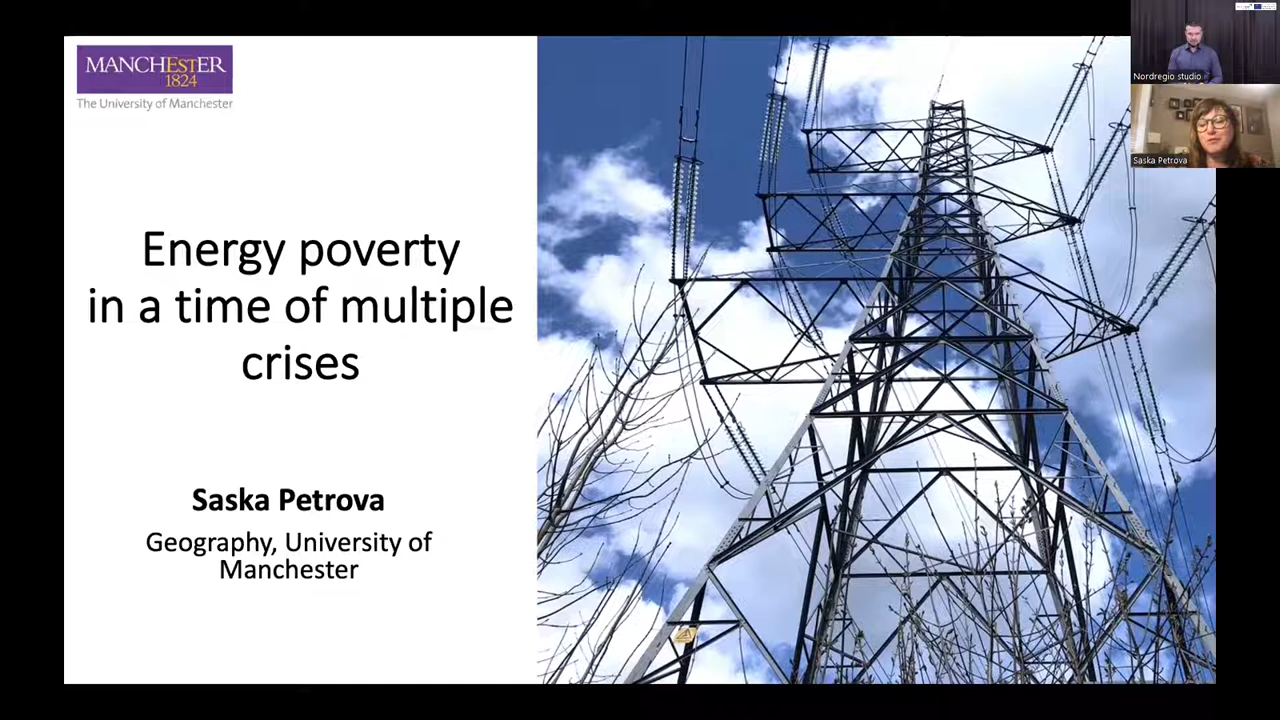 MANCHESTER
1824
The University of Manchester
Energy poverty
in a time of multiple
crises
Saska Petrova
Geography, University of
Manchester
Nordregio studio
Saska Petrova